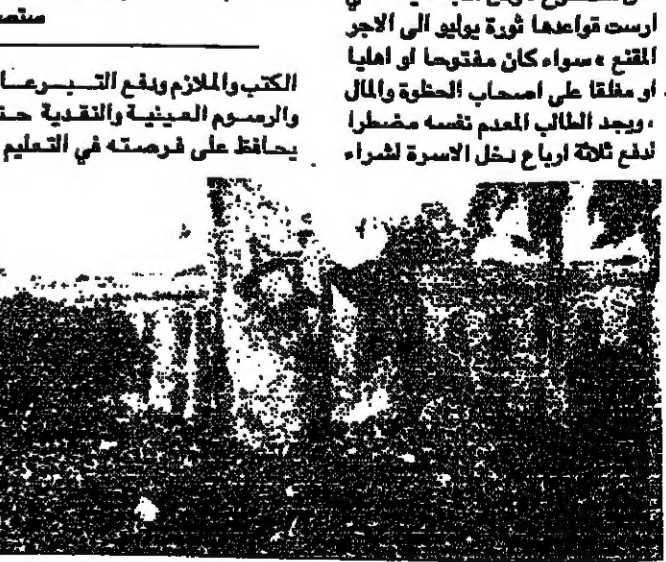 ارست قواعدها ثورة يوليو الى الاجر
المقنع » سواء كان مفتوحا او اهليا
او مغلقا على اصحاب الحظوة والمال
، ويجد الطالب المعدم نفسه مضطرا
لدفع ثلاثة ارباع دخل الاسرة لشراء
الكتب والملازم ودفع التبرعات
والرسوم العينية والنقدية
يحافظ على فرصته في التعليم